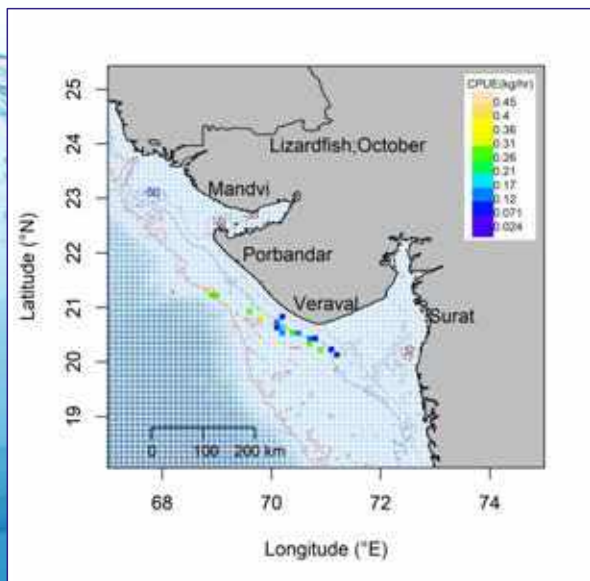 CPUE(kg/hr)
0.45
0.4
0.36
0.31
0.26
0.21
0.17
0.12
0.071
0.024
Lizardfish,October
Mandvi
Porbandar
Veraval
Surat
-50
25
24
23
22
21
20
19
Latitude (°N)
0 100 200 km
68 70 72 74
Longitude (°E)